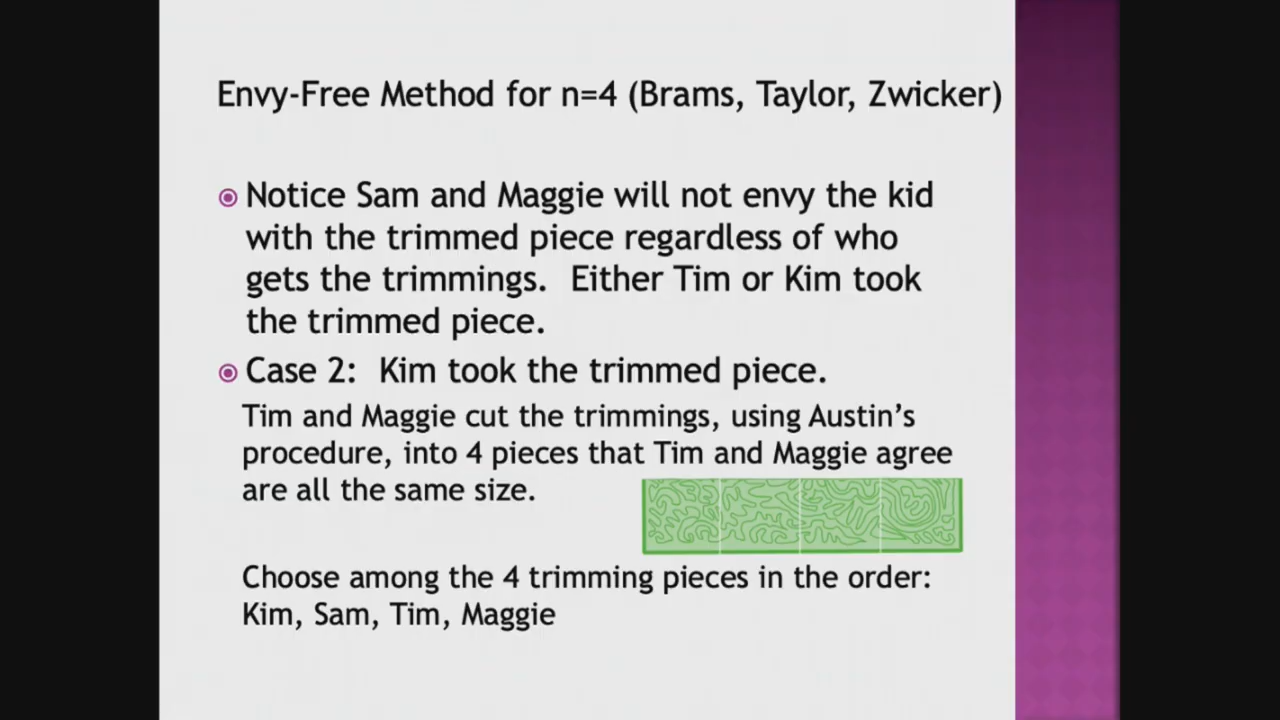 Envy-Free Method for n=4 (Brams, Taylor, Zwicker)
Notice Sam and Maggie will not envy the kid
with the trimmed piece regardless of who
gets the trimmings.  Either Tim or Kim took
the trimmed piece.
Case 2:  Kim took the trimmed piece.
Tim and Maggie cut the trimmings, using Austin’s
procedure, into 4 pieces that Tim and Maggie agree
are all the same size.
Choose among the 4 trimming pieces in the order:
Kim, Sam, Tim, Maggie